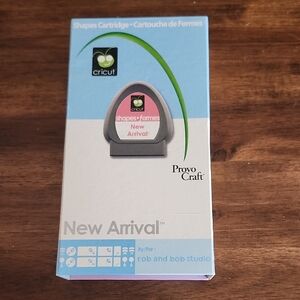 Shapes Cartridge • Cartouche de Formes
cricut
cricut
shapes • formes
New
Arrival
Provo
Craft
New Arrival™
by/Par :
rob and bob studio